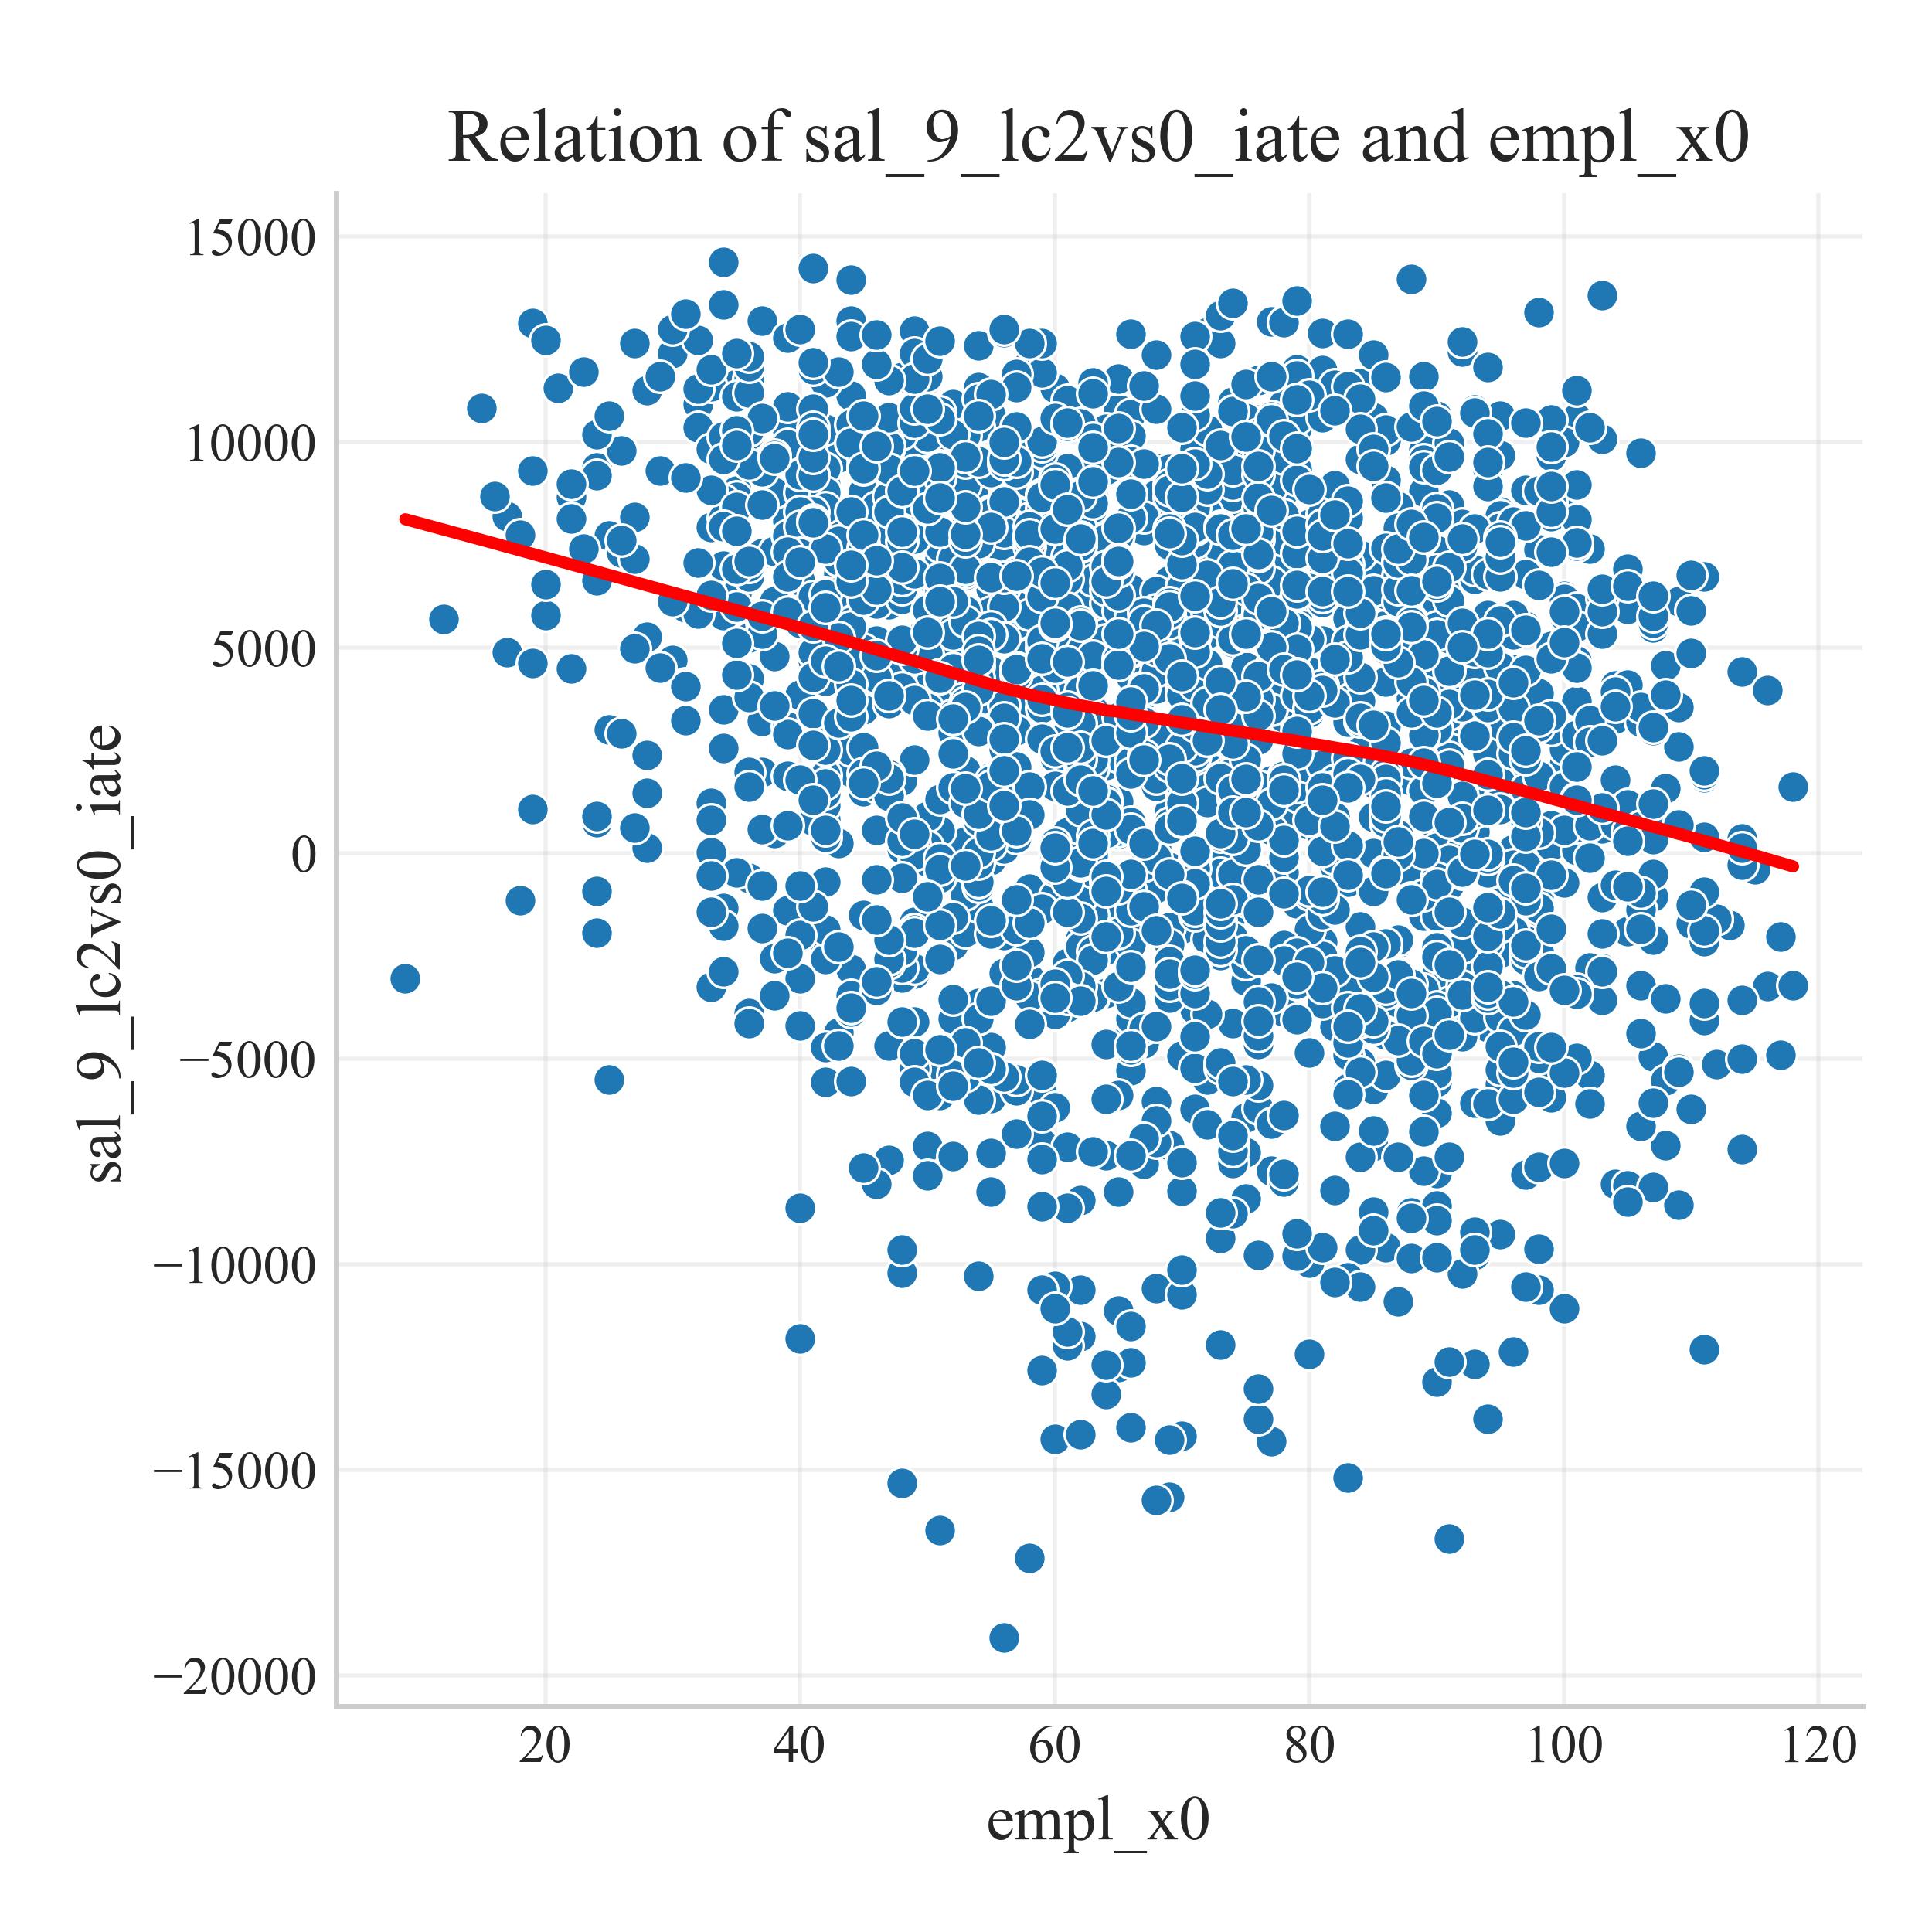 Relation of sal_9_lc2vs0_iate and empl_x0
15000
10000
5000
0
−5000
−10000
−15000
−20000
sal_9_lc2vs0_iate
20 40 60 80 100 120
empl_x0